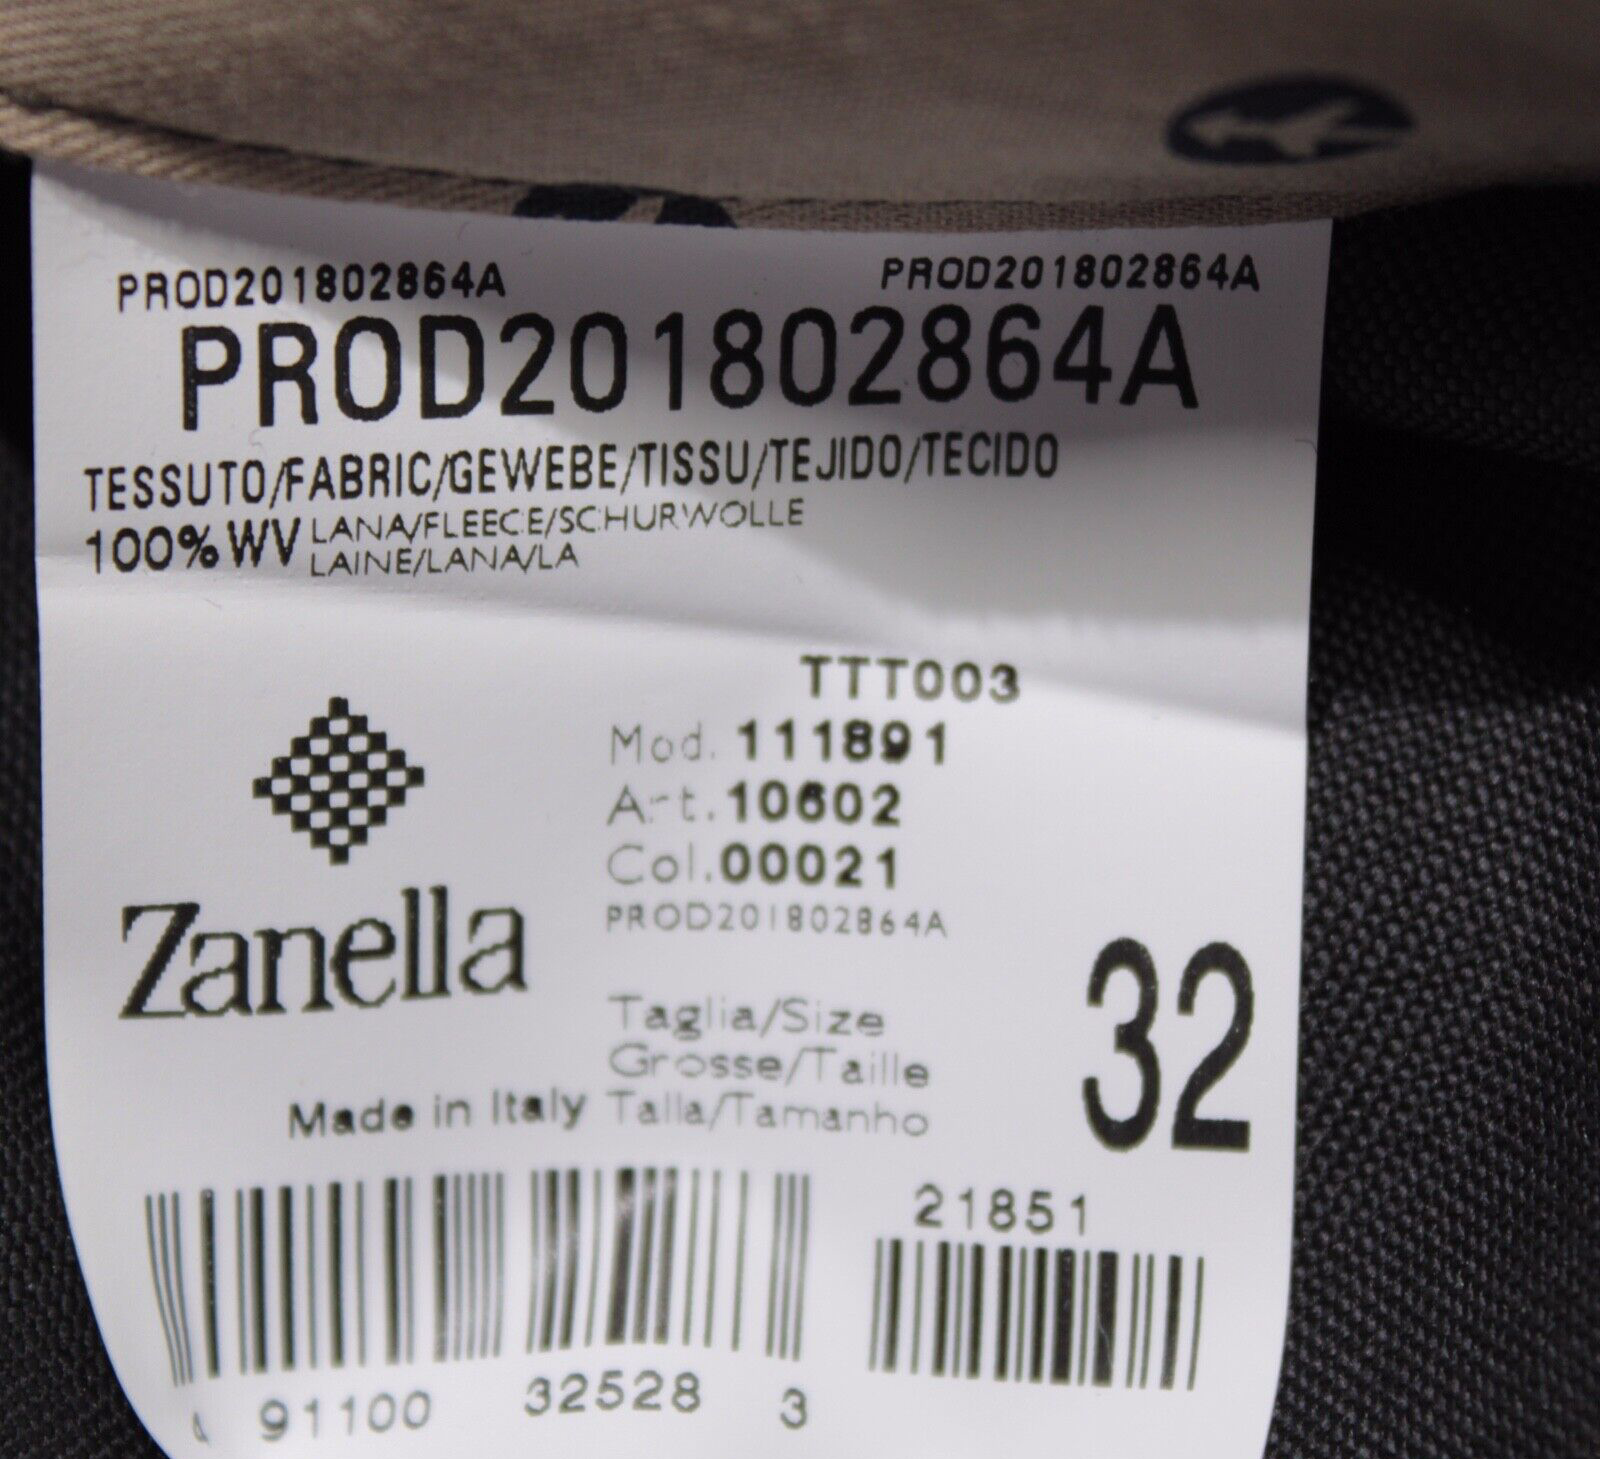 PROD201802864A PROD201802864A
PROD201802864A
TESSUTO/FABRIC/GEWEBE/TISSU/TEJIDO/TECIDO
100%WV LANA/FLEECE/SCHURWOLLE
LAINE/LANA/LA
TTT003
Mod. 111891
Art. 10602
Col. 00021
PROD201802864A
Zanella
Taglia/Size
Grosse/Taille
Talla/Tamanho
32
Made in Italy
21851
91100 32528 3